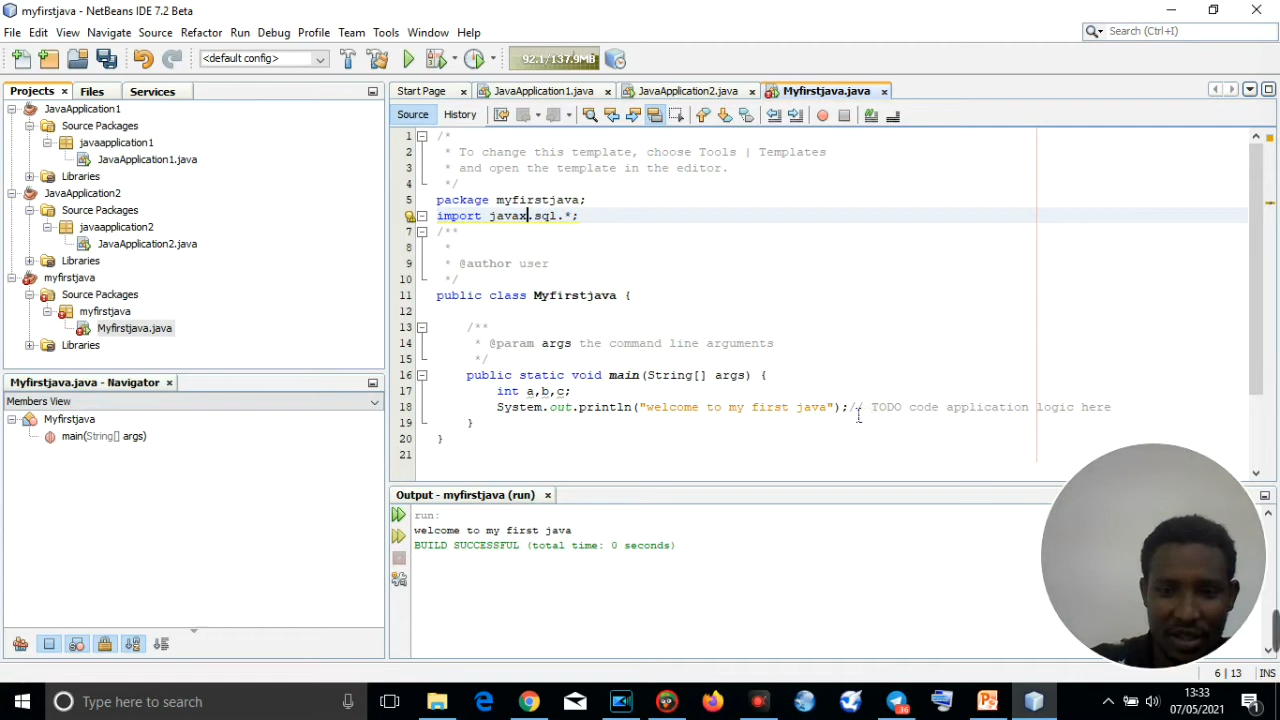 myfirstjava - NetBeans IDE 7.2 Beta
File Edit View Navigate Source Refactor Run Debug Profile Team Tools Window Help
Search (Ctrl+I)
<default config>
92.1/137.9MB
Projects Files Services
JavaApplication1
Source Packages
javaapplication1
JavaApplication1.java
Libraries
JavaApplication2
Source Packages
javaapplication2
JavaApplication2.java
Libraries
myfirstjava
Source Packages
myfirstjava
Myfirstjava.java
Libraries
Myfirstjava.java - Navigator
Members View
Myfirstjava
main(String[] args)
Start Page JavaApplication1.java JavaApplication2.java Myfirstjava.java
Source History
1 /*
2 * To change this template, choose Tools | Templates
3 * and open the template in the editor.
4 */
5 package myfirstjava;
import javax.sql.*;
7 /**
8 *
9 * @author user
10 */
11 public class Myfirstjava {
12
13 /**
14 * @param args the command line arguments
15 */
16 public static void main(String[] args) {
17 int a,b,c;
18 System.out.println("welcome to my first java");// TODO code application logic here
19 }
20 }
21
Output - myfirstjava (run)
run:
welcome to my first java
BUILD SUCCESSFUL (total time: 0 seconds)
6 | 13 INS
Type here to search
36
13:33
07/05/2021
1